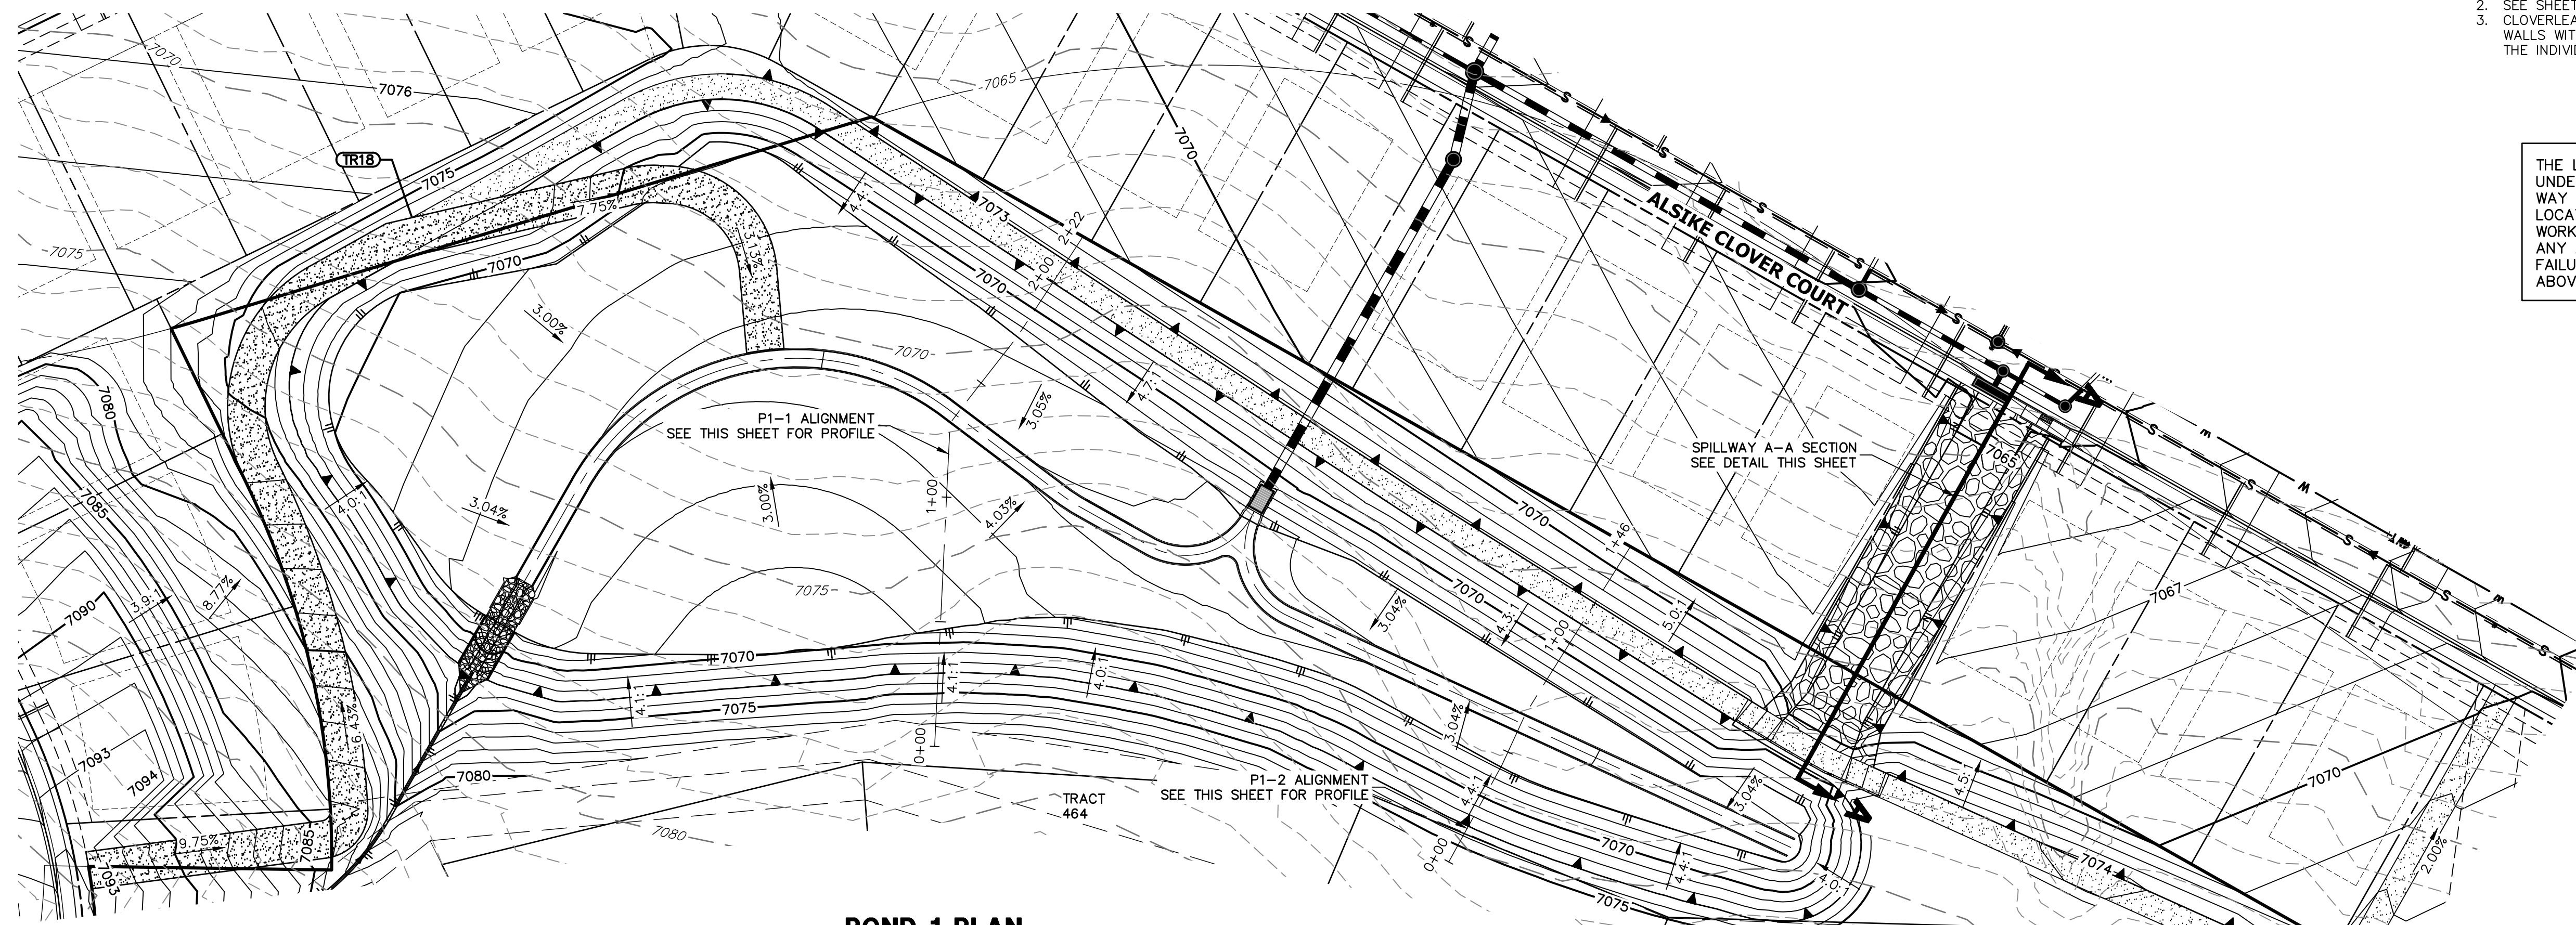 2. SEE SHEET
3. CLOVERLEA
WALLS WIT
THE INDIVI
THE L
UNDE
WAY
LOCA
WORK
ANY
FAILU
ABOV
7070
7076
7065
TR18
7075
7075
7.75%
7070
3.13%
4.4:1
7073
2+22
2+00
7070
7070
ALSIKE CLOVER COURT
S
S
S
S
S
S
S
S
S
S
W
W
W
WT
3.00%
7070
P1-1 ALIGNMENT
SEE THIS SHEET FOR PROFILE
3.05%
4.7:1
7080
7085
7090
3.9:1
8.77%
4.0:1
3.04%
3.00%
1+00
4.03%
7075
SPILLWAY A-A SECTION
SEE DETAIL THIS SHEET
7065
A
7070
1+46
7070
4.3:1
1+00
5.0:1
3.04%
7067
7070
7075
4.1:1
4.1:1
4.0:1
0+00
3.04%
6.43%
7093
7094
7080
7085
9.75%
7093
7080
TRACT
464
P1-2 ALIGNMENT
SEE THIS SHEET FOR PROFILE
4.4:1
0+00
3.04%
A
4.5:1
7070
7070
4.4:1
4.0:1
7075
7074
2.00%
POND 1 PLAN